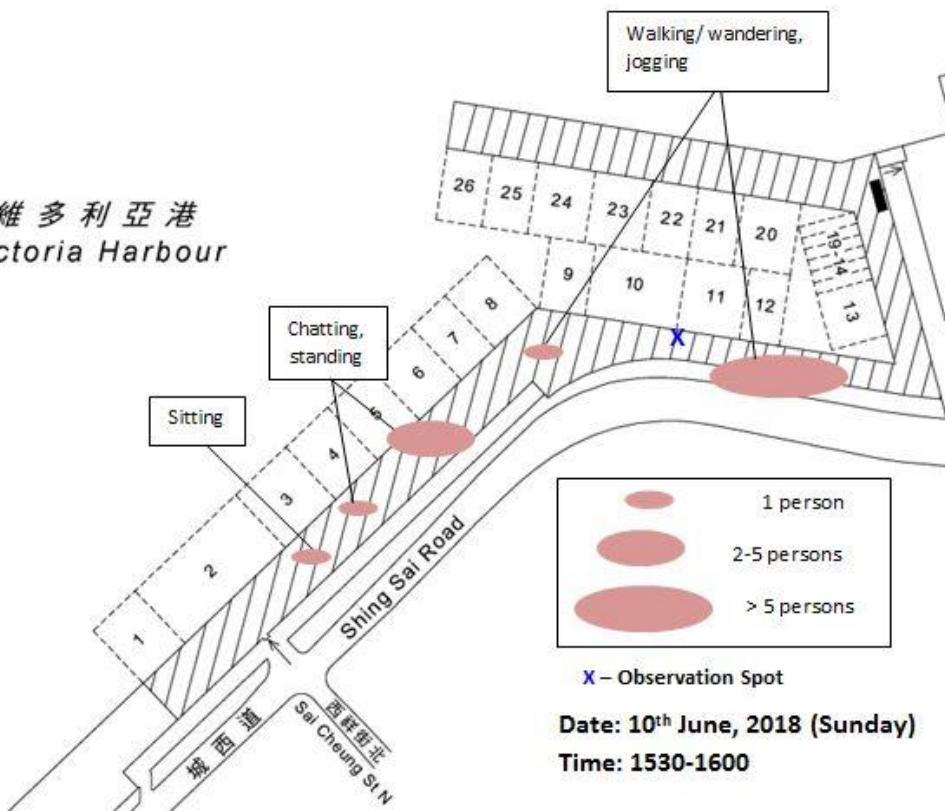 Walking/ wandering,
jogging
維多利亞港
ctoria Harbour
26
25
24
23
22
21
20
19-14
9
10
11
12
13
8
7
6
5
4
3
2
1
Chatting,
standing
Sitting
Shing Sai Road
城西道
西祥街北
Sai Cheung St N
1 person
2-5 persons
> 5 persons
X – Observation Spot
Date: 10th June, 2018 (Sunday)
Time: 1530-1600
X